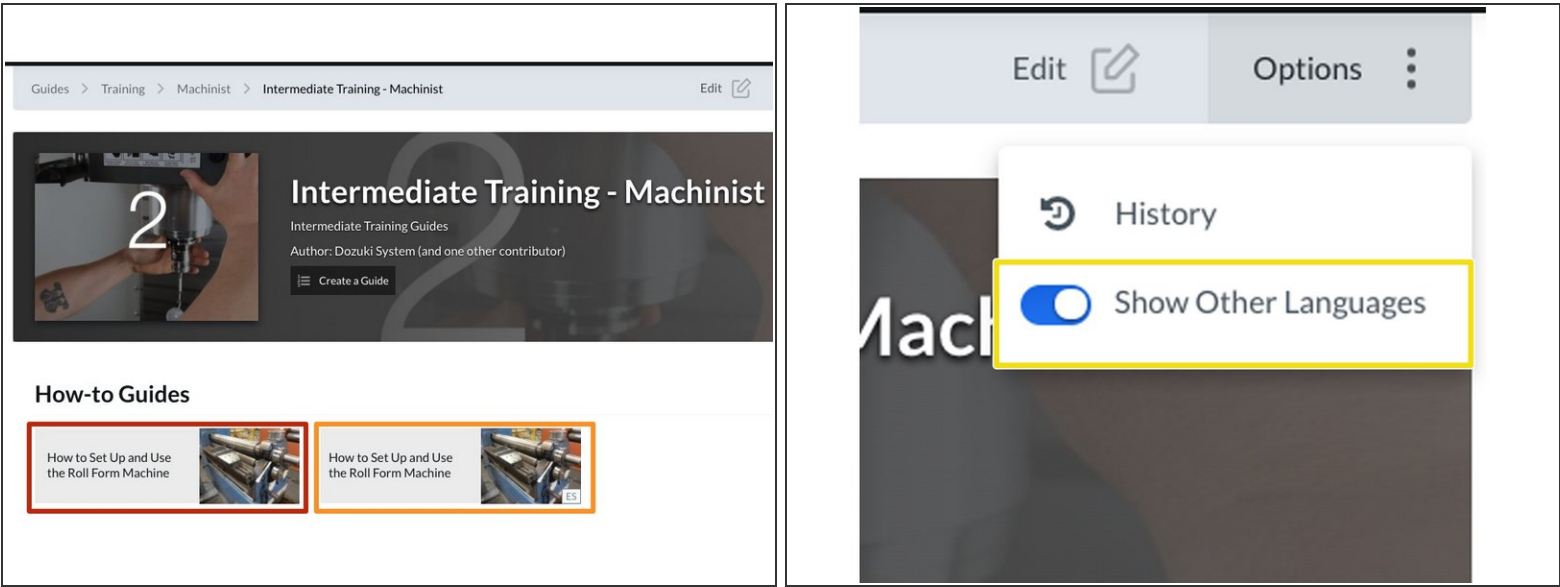 Guides > Training > Machinist > Intermediate Training - Machinist
Edit
2
2
Intermediate Training - Machinist
Intermediate Training Guides
Author: Dozuki System (and one other contributor)
Create a Guide
How-to Guides
How to Set Up and Use
the Roll Form Machine
How to Set Up and Use
the Roll Form Machine
ES
Edit
Options
History
Show Other Languages
Mach